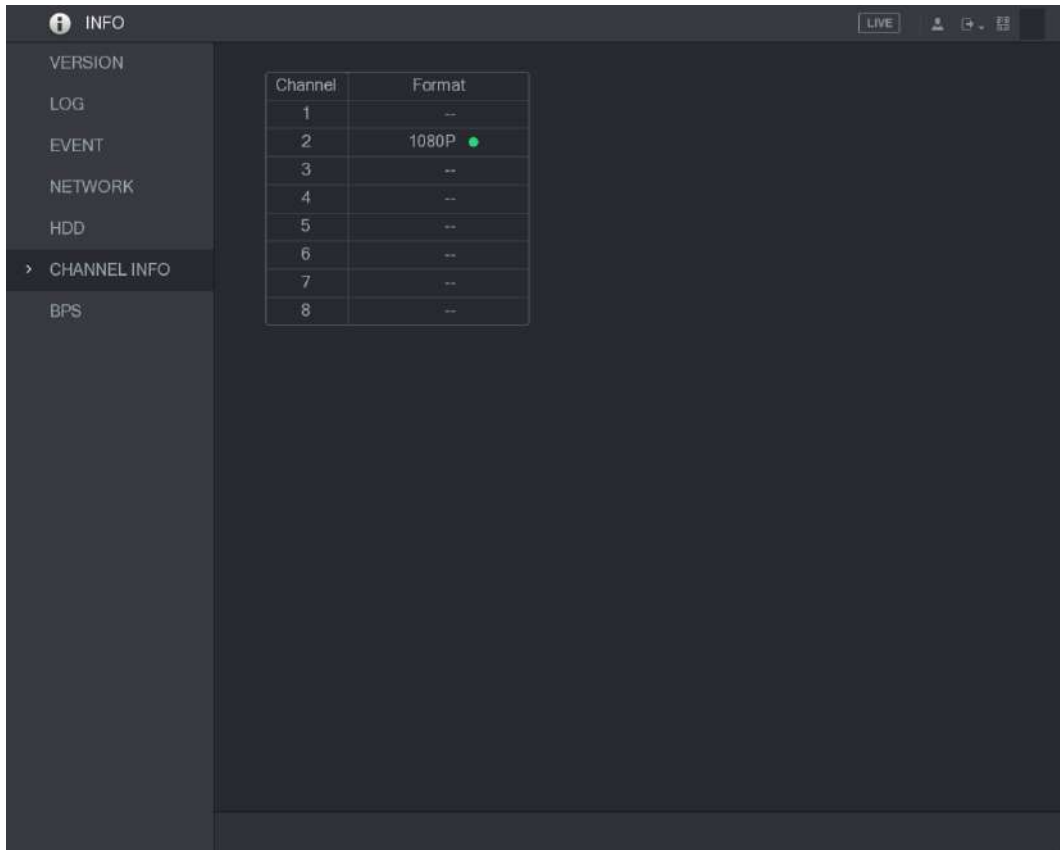 INFO
LIVE
VERSION
LOG
EVENT
NETWORK
HDD
> CHANNEL INFO
BPS
Channel Format
1 --
2 1080P
3 --
4 --
5 --
6 --
7 --
8 --